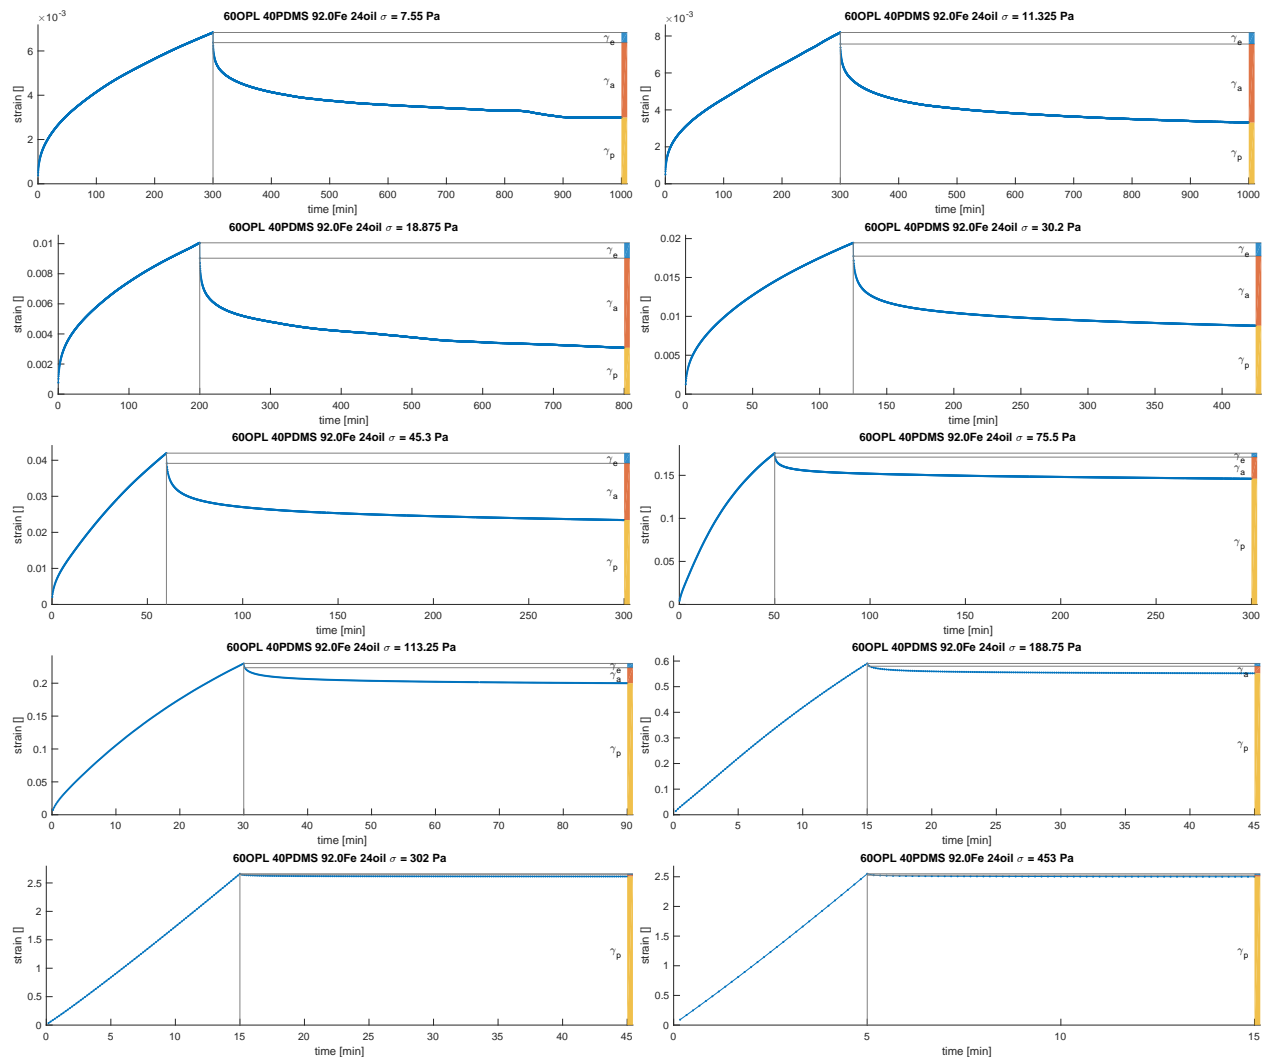 60OPL 40PDMS 92.0Fe 24oil σ = 7.55 Pa
×10⁻³
strain []
6
4
2
0
γe
γa
γp
0 100 200 300 400 500 600 700 800 900 1000
time [min]
60OPL 40PDMS 92.0Fe 24oil σ = 11.325 Pa
×10⁻³
strain []
8
6
4
2
0
γe
γa
γp
0 100 200 300 400 500 600 700 800 900 1000
time [min]
60OPL 40PDMS 92.0Fe 24oil σ = 18.875 Pa
strain []
0.01
0.008
0.006
0.004
0.002
0
γe
γa
γp
0 100 200 300 400 500 600 700 800
time [min]
60OPL 40PDMS 92.0Fe 24oil σ = 30.2 Pa
strain []
0.02
0.015
0.01
0.005
0
γe
γa
γp
0 50 100 150 200 250 300 350 400
time [min]
60OPL 40PDMS 92.0Fe 24oil σ = 45.3 Pa
strain []
0.04
0.03
0.02
0.01
0
γe
γa
γp
50 100 150 200 250 300
time [min]
60OPL 40PDMS 92.0Fe 24oil σ = 75.5 Pa
strain []
0.15
0.1
0.05
0
γe
γa
γp
0 50 100 150 200 250 300
time [min]
60OPL 40PDMS 92.0Fe 24oil σ = 113.25 Pa
strain []
0.2
0.15
0.1
0.05
0
γe
γa
γp
0 10 20 30 40 50 60 70 80 90
time [min]
60OPL 40PDMS 92.0Fe 24oil σ = 188.75 Pa
strain []
0.6
0.5
0.4
0.3
0.2
0.1
0
γa
γp
0 5 10 15 20 25 30 35 40 45
time [min]
60OPL 40PDMS 92.0Fe 24oil σ = 302 Pa
strain []
2.5
2
1.5
1
0.5
0
γp
0 5 10 15 20 25 30 35 40 45
time [min]
60OPL 40PDMS 92.0Fe 24oil σ = 453 Pa
strain []
2.5
2
1.5
1
0.5
0
γp
0 5 10 15
time [min]